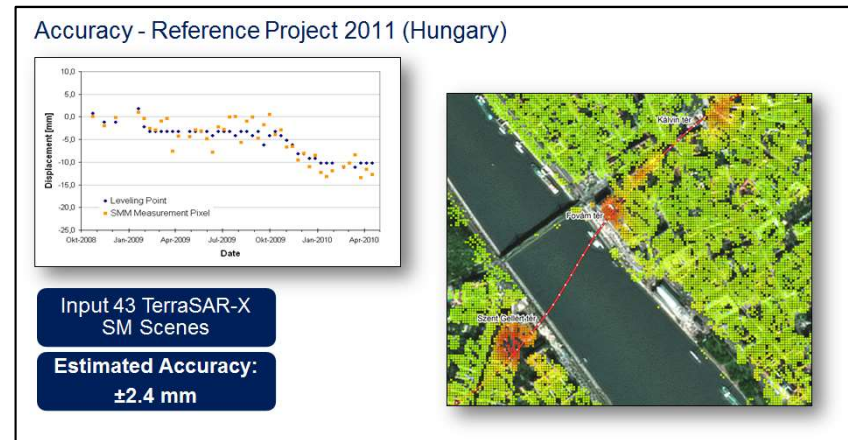 Accuracy - Reference Project 2011 (Hungary)
10,0
5,0
0,0
-5,0
-10,0
-15,0
-20,0
-25,0
Displacement [mm]
Leveling Point
SMM Measurement Pixel
Okt-2008
Jan-2009
Apr-2009
Jul-2009
Okt-2009
Jan-2010
Apr-2010
Date
Kálvin tér
Fovám tér
Szent Gellért tér
Input 43 TerraSAR-X
SM Scenes
Estimated Accuracy:
±2.4 mm